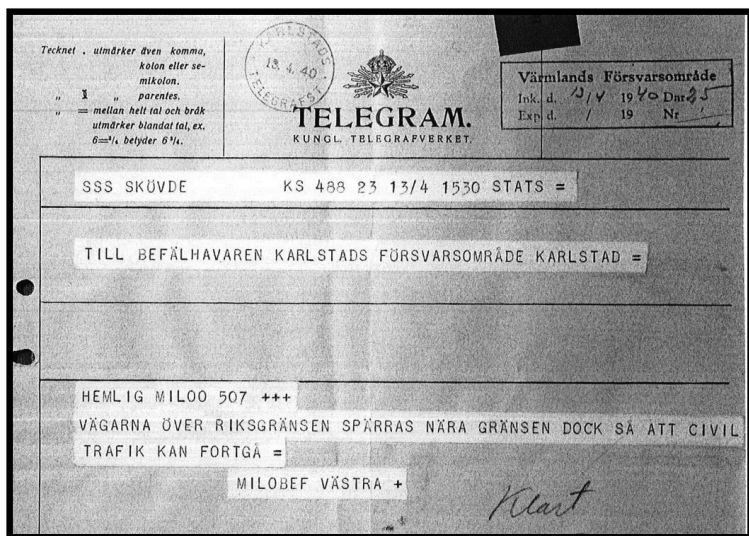 Tecknet . utmärker även komma,
kolon eller se-
mikolon.
„ 1 „ parentes.
„ = mellan helt tal och bråk
utmärker blandat tal, ex.
6=³/₄ betyder 6 ³/₄.
KARLSTADS
13.4.40
TELEGRAFST.
TELEGRAM.
KUNGL. TELEGRAFVERKET.
Värmlands Försvarsområde
Ink. d. 13/4 1940 Dnr 25
Exp. d. / 19 Nr
SSS SKÖVDE KS 488 23 13/4 1530 STATS =
TILL BEFÄLHAVAREN KARLSTADS FÖRSVARSOMRÅDE KARLSTAD =
HEMLIG MILOO 507 +++
VÄGARNA ÖVER RIKSGRÄNSEN SPÄRRAS NÄRA GRÄNSEN DOCK SÅ ATT CIVIL
TRAFIK KAN FORTGÅ =
MILOBEF VÄSTRA +
Klart